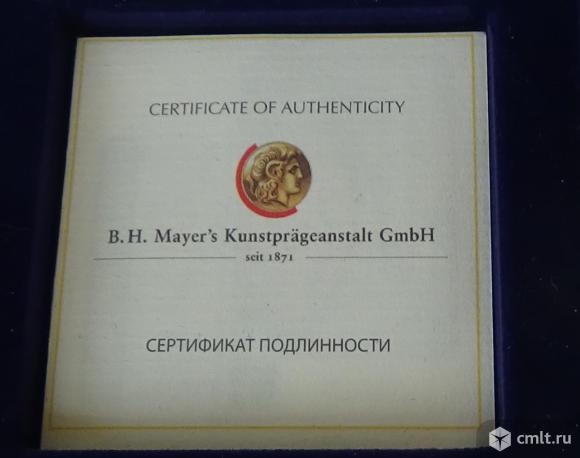 CERTIFICATE OF AUTHENTICITY
B. H. Mayer's Kunstprägeanstalt GmbH
seit 1871
СЕРТИФИКАТ ПОДЛИННОСТИ
cmlt.ru